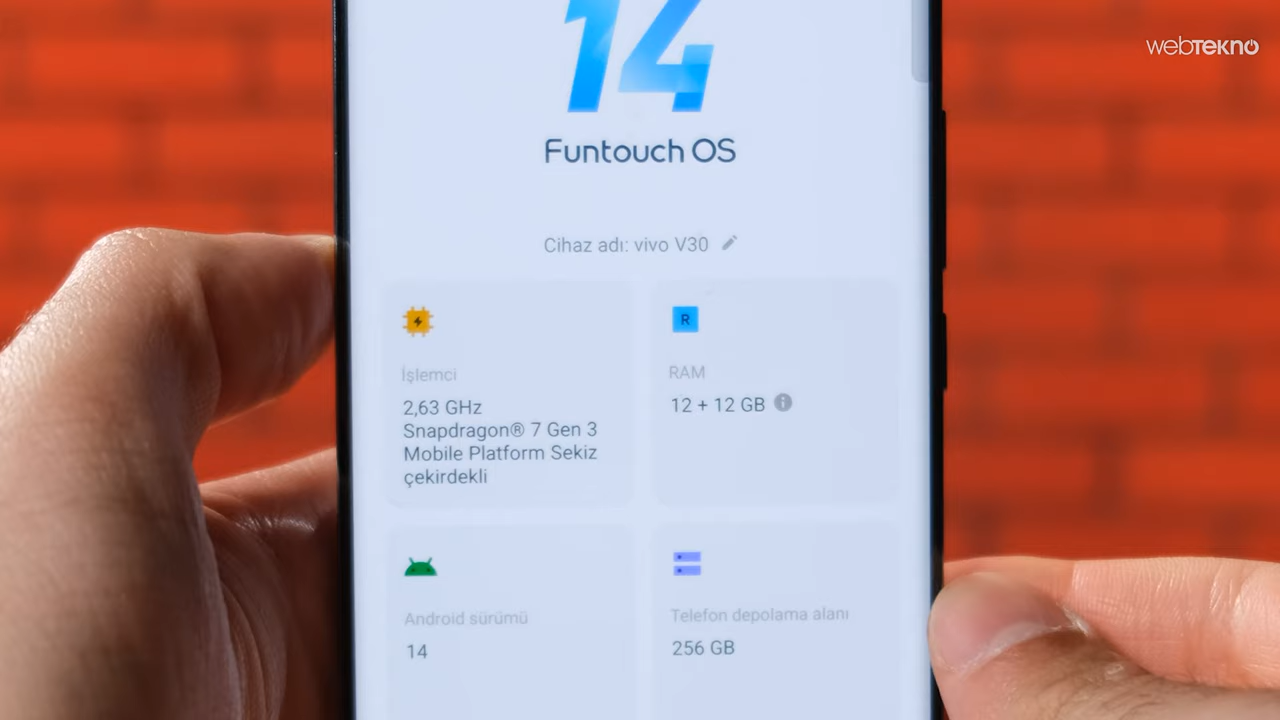 webTEKNO
14
Funtouch OS
Cihaz adı: vivo V30
R
İşlemci
2,63 GHz
Snapdragon® 7 Gen 3
Mobile Platform Sekiz
çekirdekli
RAM
12 + 12 GB
Android sürümü
14
Telefon depolama alanı
256 GB